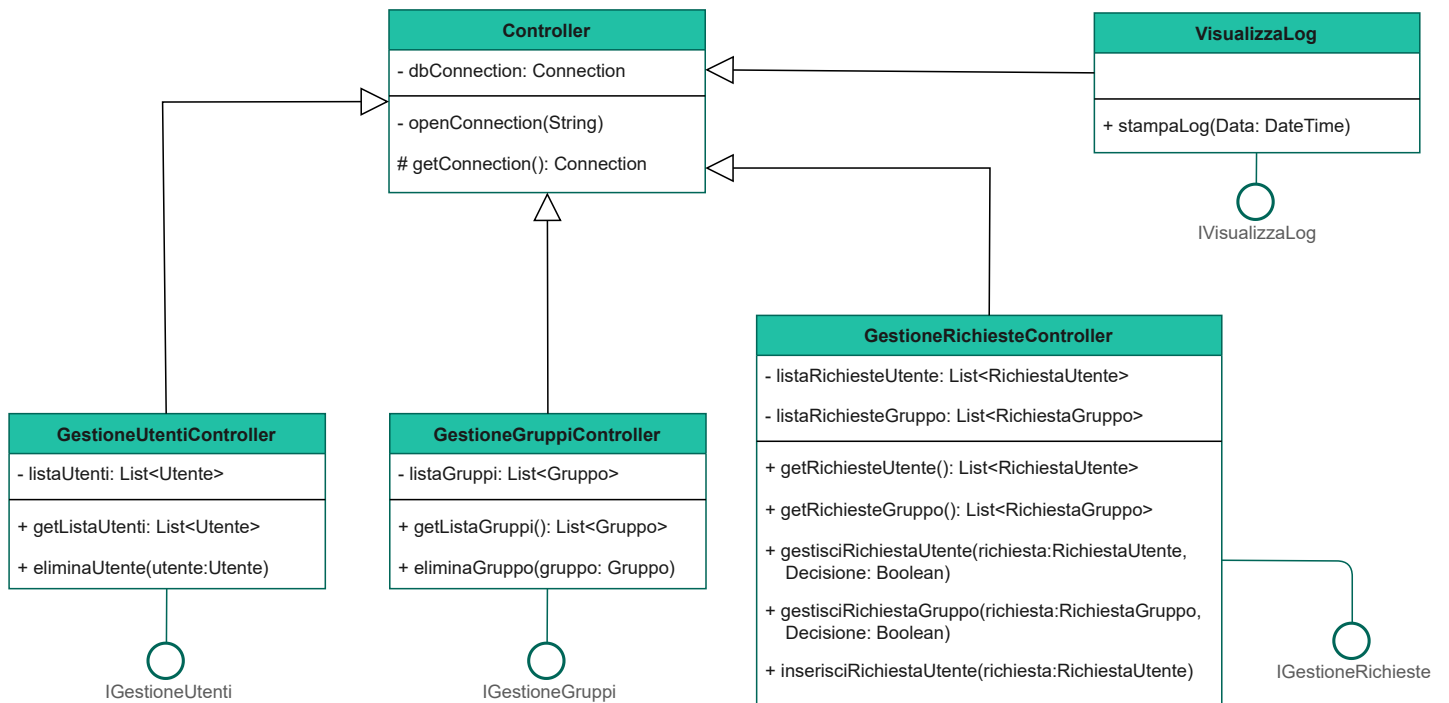 Controller
- dbConnection: Connection
- openConnection(String)
# getConnection(): Connection
VisualizzaLog
+ stampaLog(Data: DateTime)
IVisualizzaLog
GestioneUtentiController
- listaUtenti: List<Utente>
+ getListaUtenti: List<Utente>
+ eliminaUtente(utente:Utente)
IGestioneUtenti
GestioneGruppiController
- listaGruppi: List<Gruppo>
+ getListaGruppi(): List<Gruppo>
+ eliminaGruppo(gruppo: Gruppo)
IGestioneGruppi
GestioneRichiesteController
- listaRichiesteUtente: List<RichiestaUtente>
- listaRichiesteGruppo: List<RichiestaGruppo>
+ getRichiesteUtente(): List<RichiestaUtente>
+ getRichiesteGruppo(): List<RichiestaGruppo>
+ gestisciRichiestaUtente(richiesta:RichiestaUtente,
Decisione: Boolean)
+ gestisciRichiestaGruppo(richiesta:RichiestaGruppo,
Decisione: Boolean)
+ inserisciRichiestaUtente(richiesta:RichiestaUtente)
IGestioneRichieste